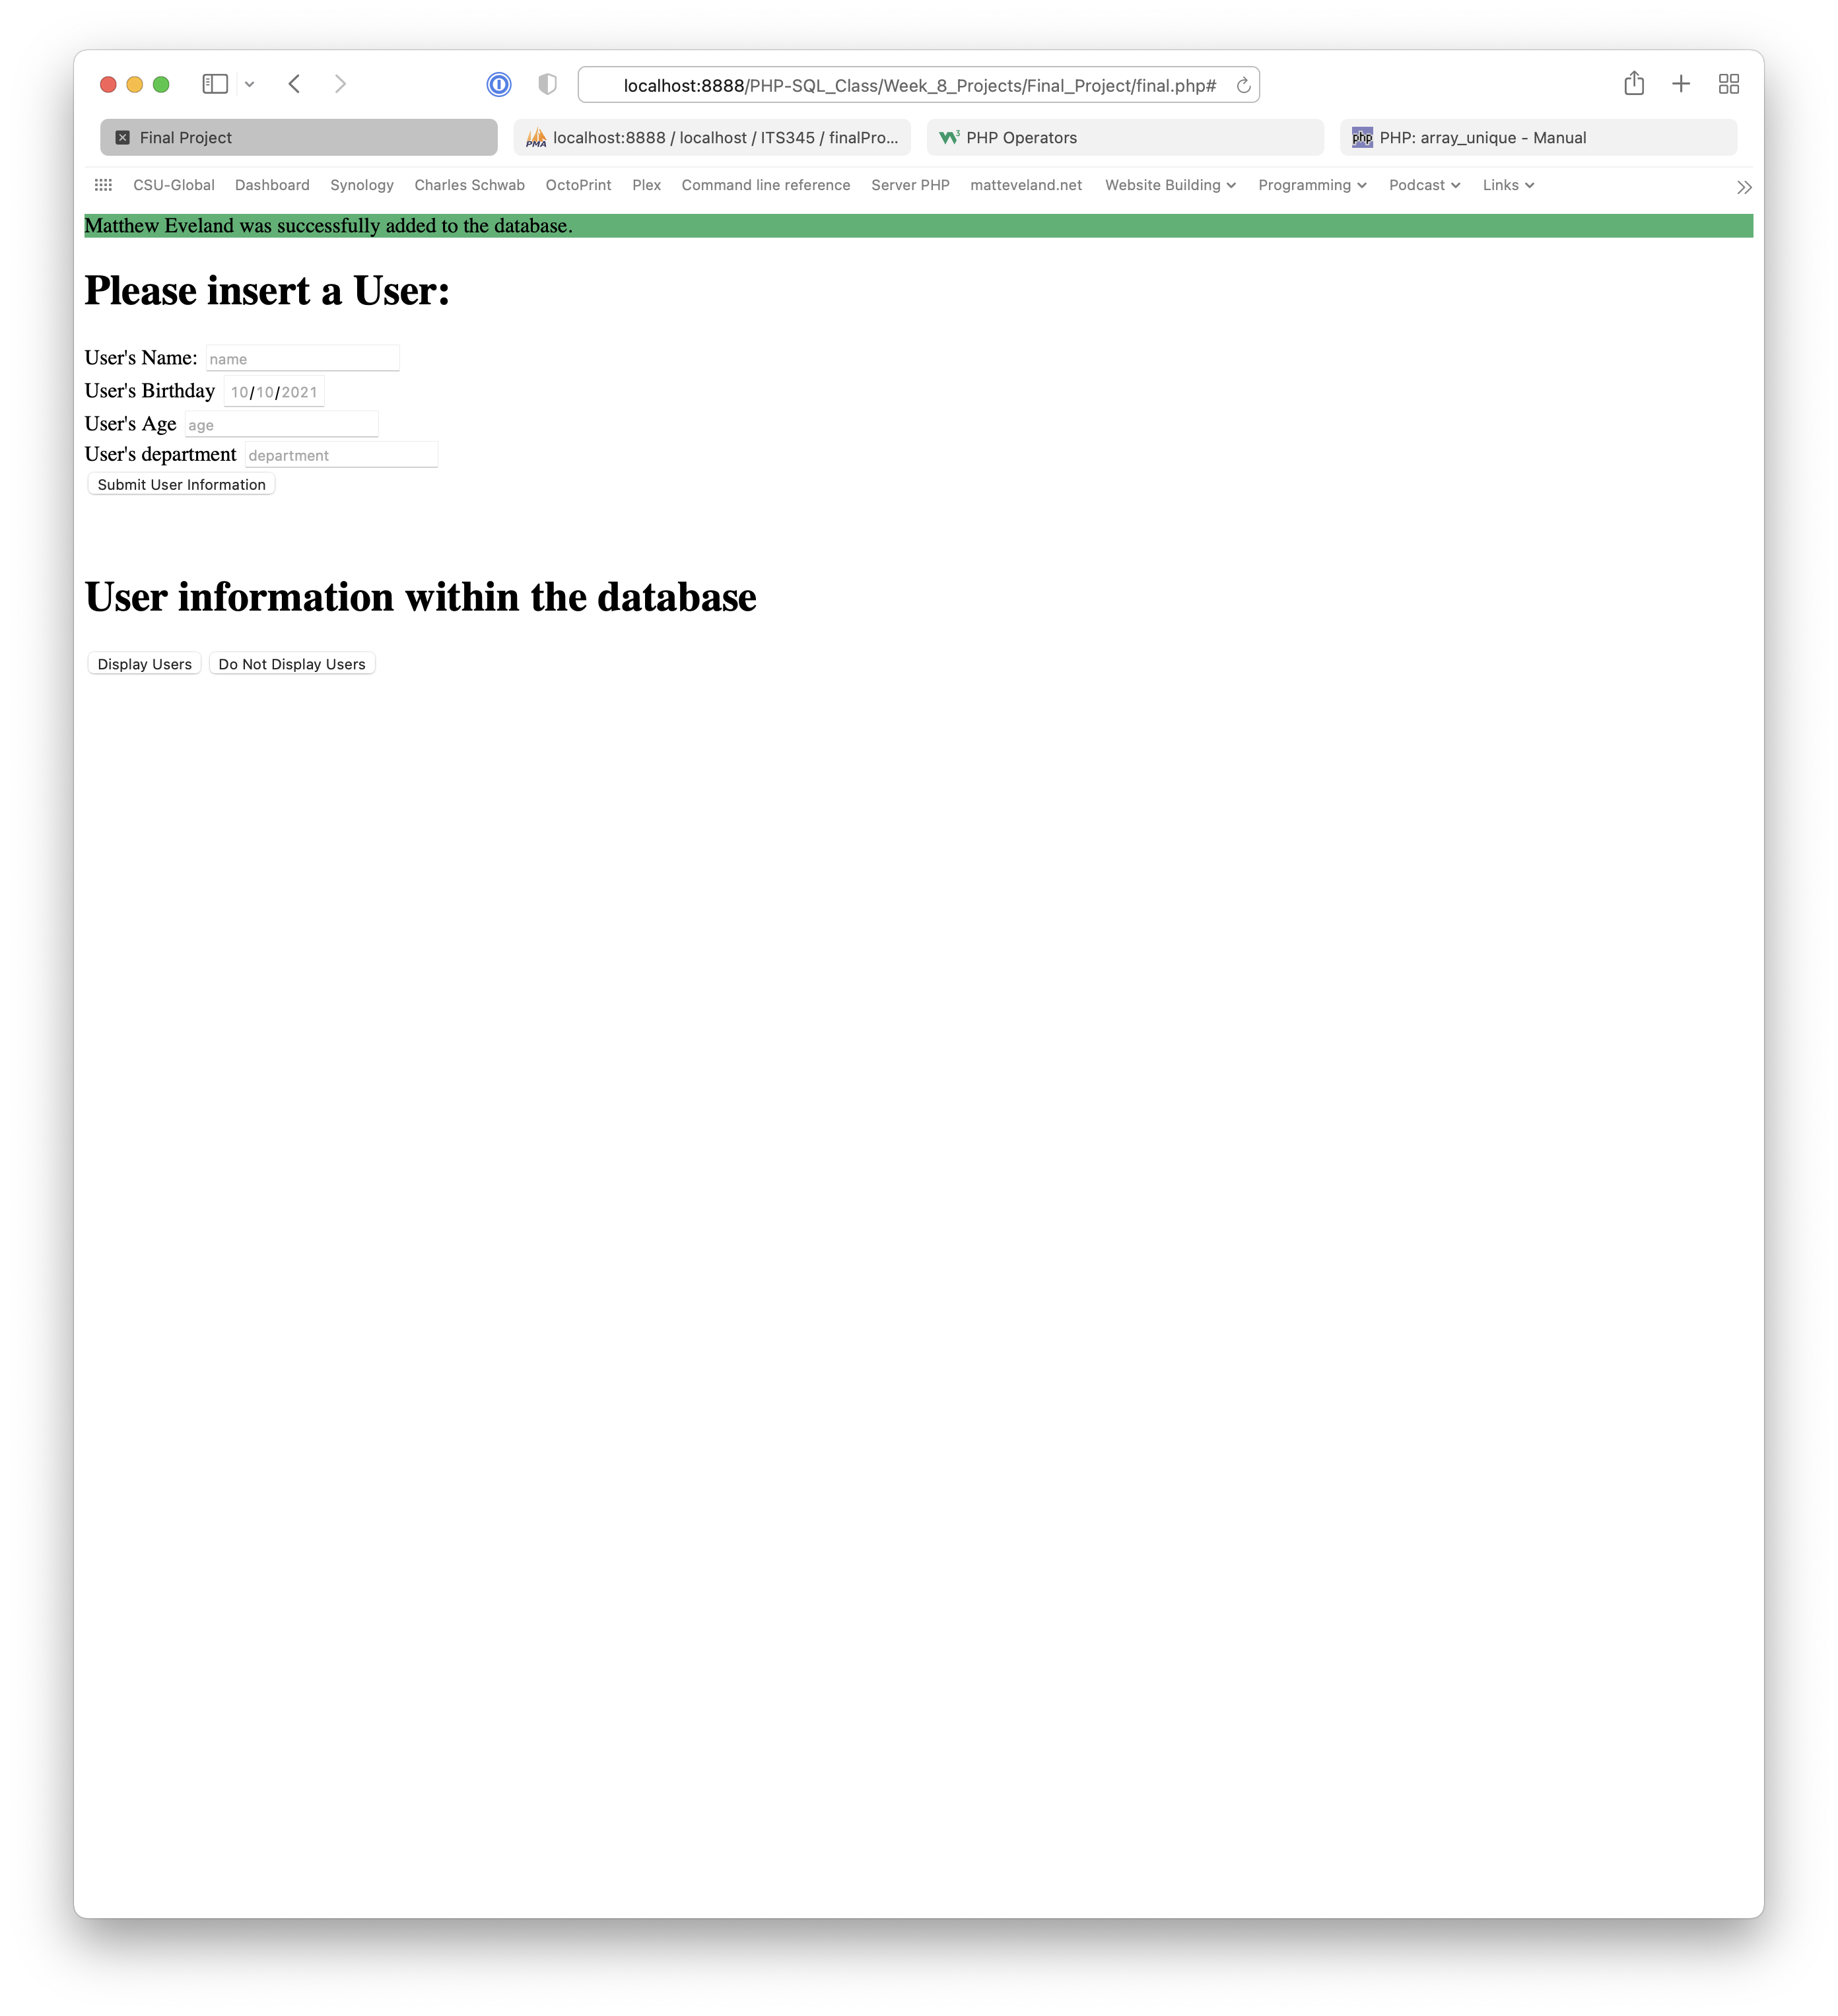 localhost:8888/PHP-SQL_Class/Week_8_Projects/Final_Project/final.php#
Final Project
PMA localhost:8888 / localhost / ITS345 / finalPro...
W3 PHP Operators
php PHP: array_unique - Manual
CSU-Global Dashboard Synology Charles Schwab OctoPrint Plex Command line reference Server PHP matteveland.net Website Building Programming Podcast Links
Matthew Eveland was successfully added to the database.
Please insert a User:
User's Name: name
User's Birthday 10/10/2021
User's Age age
User's department department
Submit User Information
User information within the database
Display Users Do Not Display Users